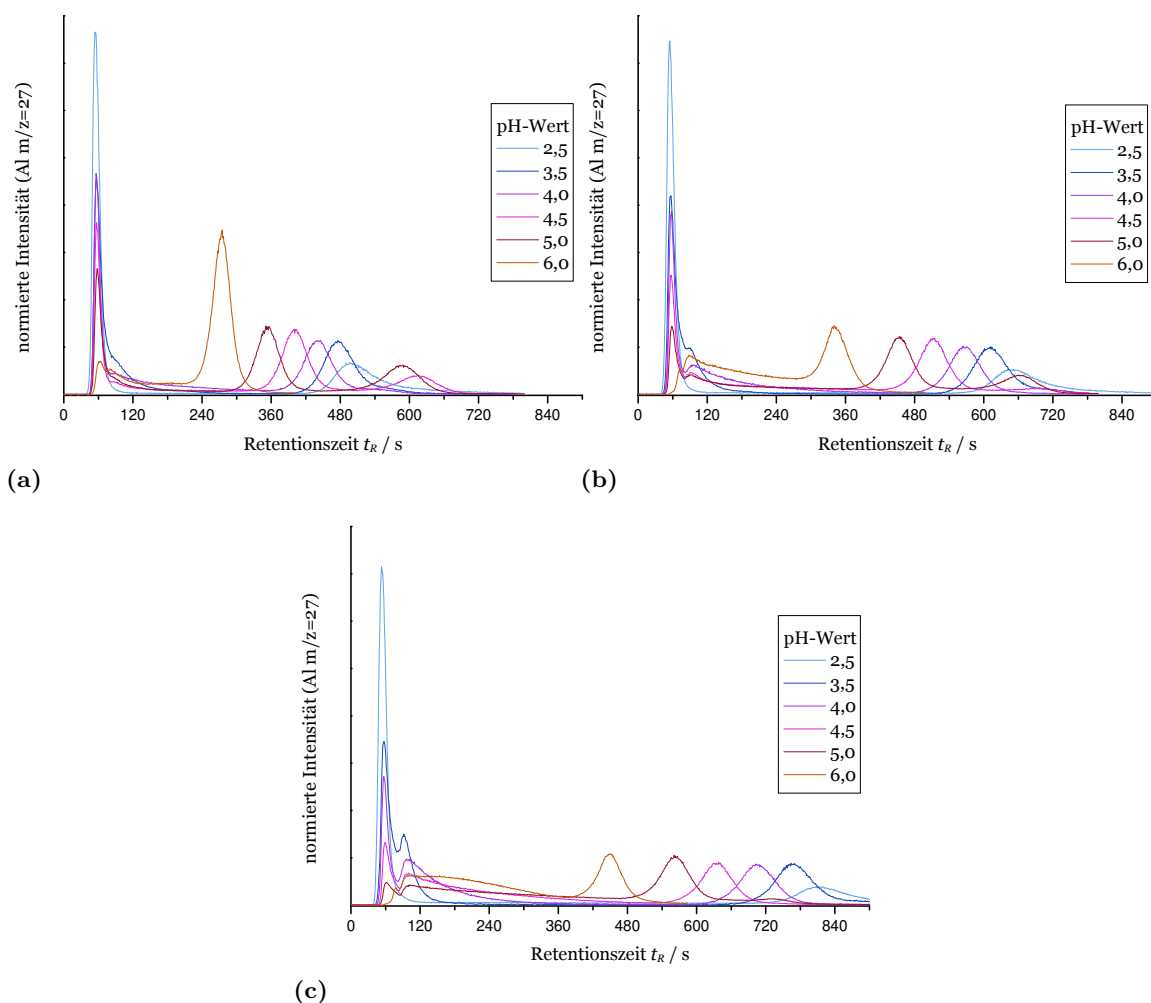 normierte Intensität (Al m/z=27)
pH-Wert
2,5
3,5
4,0
4,5
5,0
6,0
0 120 240 360 480 600 720 840
Retentionszeit tR / s
(a)
normierte Intensität (Al m/z=27)
pH-Wert
2,5
3,5
4,0
4,5
5,0
6,0
0 120 240 360 480 600 720 840
Retentionszeit tR / s
(b)
normierte Intensität (Al m/z=27)
pH-Wert
2,5
3,5
4,0
4,5
5,0
6,0
0 120 240 360 480 600 720 840
Retentionszeit tR / s
(c)